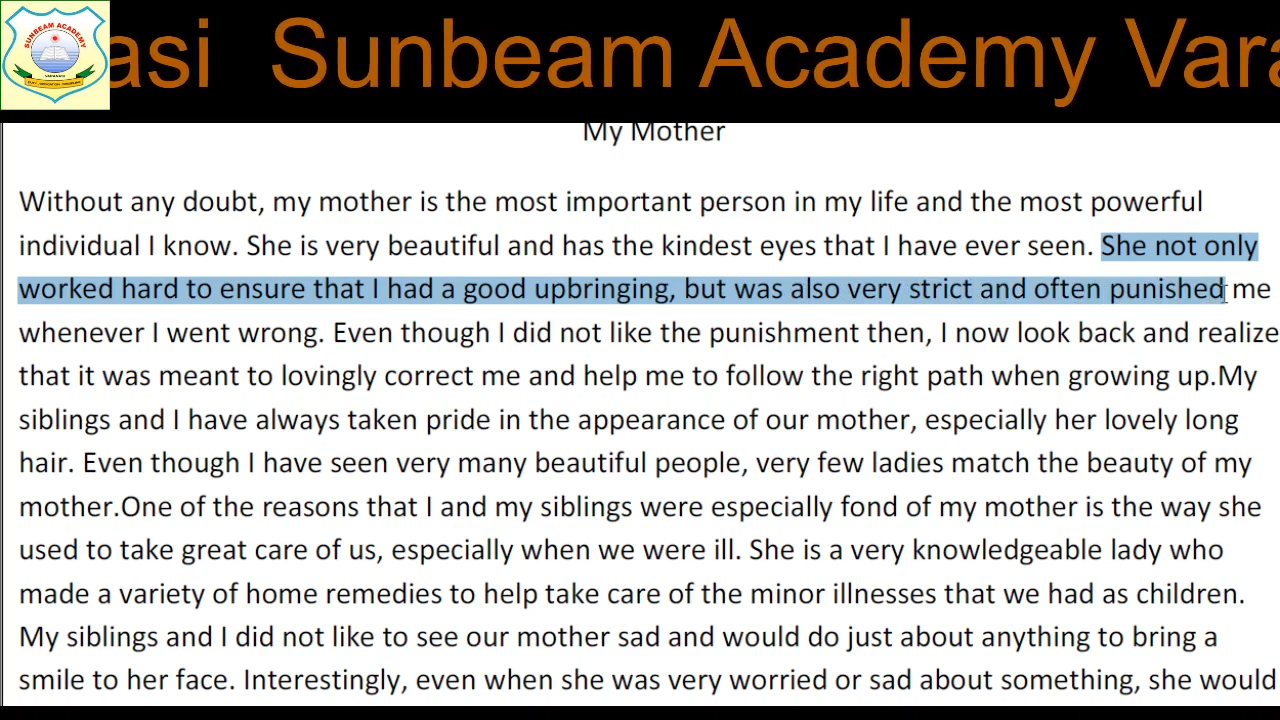 asi Sunbeam Academy Vara
SUNBEAM ACADEMY
My Mother
Without any doubt, my mother is the most important person in my life and the most powerful
individual I know. She is very beautiful and has the kindest eyes that I have ever seen. She not only
worked hard to ensure that I had a good upbringing, but was also very strict and often punished me
whenever I went wrong. Even though I did not like the punishment then, I now look back and realize
that it was meant to lovingly correct me and help me to follow the right path when growing up.My
siblings and I have always taken pride in the appearance of our mother, especially her lovely long
hair. Even though I have seen very many beautiful people, very few ladies match the beauty of my
mother.One of the reasons that I and my siblings were especially fond of my mother is the way she
used to take great care of us, especially when we were ill. She is a very knowledgeable lady who
made a variety of home remedies to help take care of the minor illnesses that we had as children.
My siblings and I did not like to see our mother sad and would do just about anything to bring a
smile to her face. Interestingly, even when she was very worried or sad about something, she would